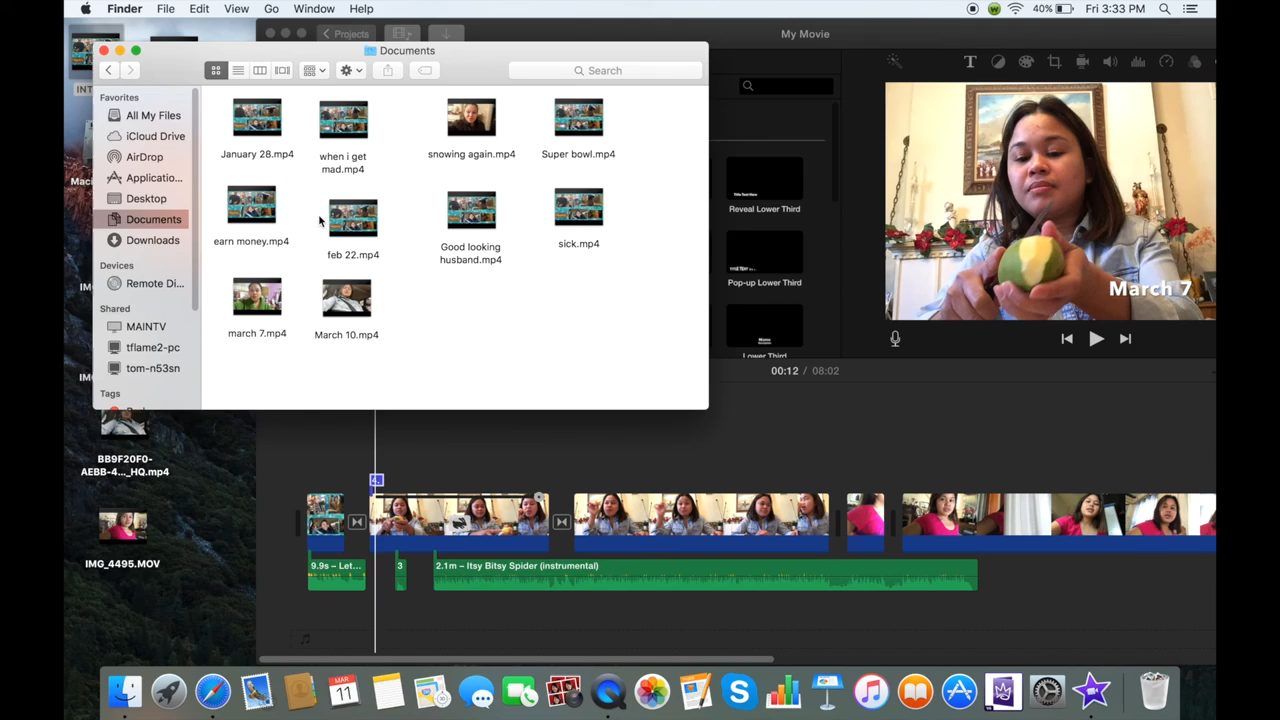 Finder File Edit View Go Window Help
40% Fri 3:33 PM
Projects
My Movie
Documents
Search
Favorites
All My Files
iCloud Drive
AirDrop
Applicatio...
Desktop
Documents
Downloads
Devices
Remote Di...
Shared
MAINTV
tflame2-pc
tom-n53sn
Tags
January 28.mp4
when i get
mad.mp4
snowing again.mp4
Super bowl.mp4
earn money.mp4
feb 22.mp4
Good looking
husband.mp4
sick.mp4
march 7.mp4
March 10.mp4
Reveal Lower Third
Pop-up Lower Third
Lower Third
March 7
00:12 / 08:02
BB9F20F0-
AEBB-4..._HQ.mp4
IMG_4495.MOV
9.9s – Let...
3
2.1m – Itsy Bitsy Spider (instrumental)
MAR
11